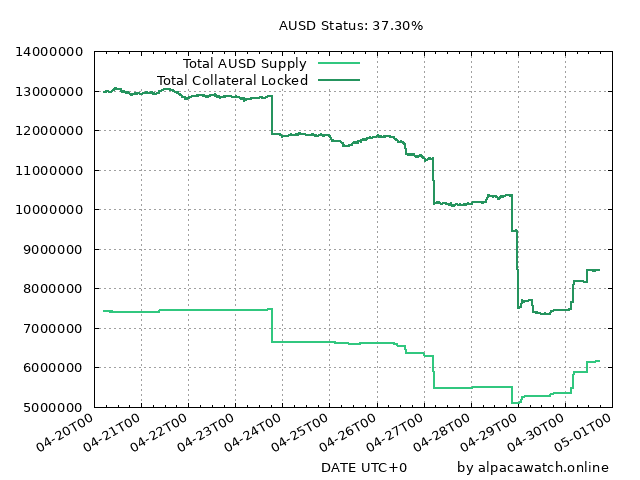 AUSD Status: 37.30%
14000000
Total AUSD Supply
Total Collateral Locked
13000000
12000000
11000000
10000000
9000000
8000000
7000000
6000000
5000000
04-20T00
04-21T00
04-22T00
04-23T00
04-24T00
04-25T00
04-26T00
04-27T00
04-28T00
04-29T00
04-30T00
05-01T00
DATE UTC+0
by alpacawatch.online